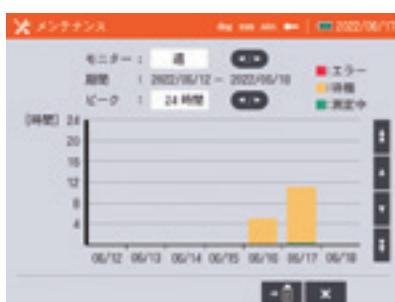 メンテナンス 2022/06/17
モニター : 週
期間 : 2022/06/12 - 2022/06/18
ピーク : 24 時間
エラー
待機
測定中
[時間] 24
20
16
12
8
4
06/12 06/13 06/14 06/15 06/16 06/17 06/18